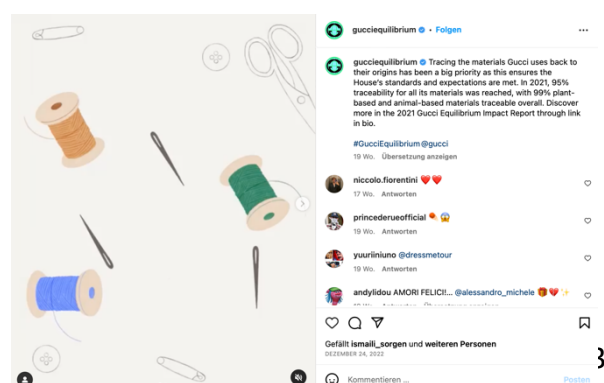 guccieequilibrium • Folgen
gucciequilibrium Tracing the materials Gucci uses back to
their origins has been a big priority as this ensures the
House's standards and expectations are met. In 2021, 95%
traceability for all its materials was reached, with 99% plant-
based and animal-based materials traceable overall. Discover
more in the 2021 Gucci Equilibrium Impact Report through link
in bio.
#GucciEquilibrium @gucci
19 Wo. Übersetzung anzeigen
niccolo.fiorentini ❤️❤️
17 Wo. Antworten
princederueofficial 
19 Wo. Antworten
yuuriiniuno @dressmetour
19 Wo. Antworten
andylidou AMORI FELICI!... @alessandro_michele 🎁❤️✨
Gefällt ismaili_sorgen und weiteren Personen
DEZEMBER 24, 2022
Kommentieren ...
Posten